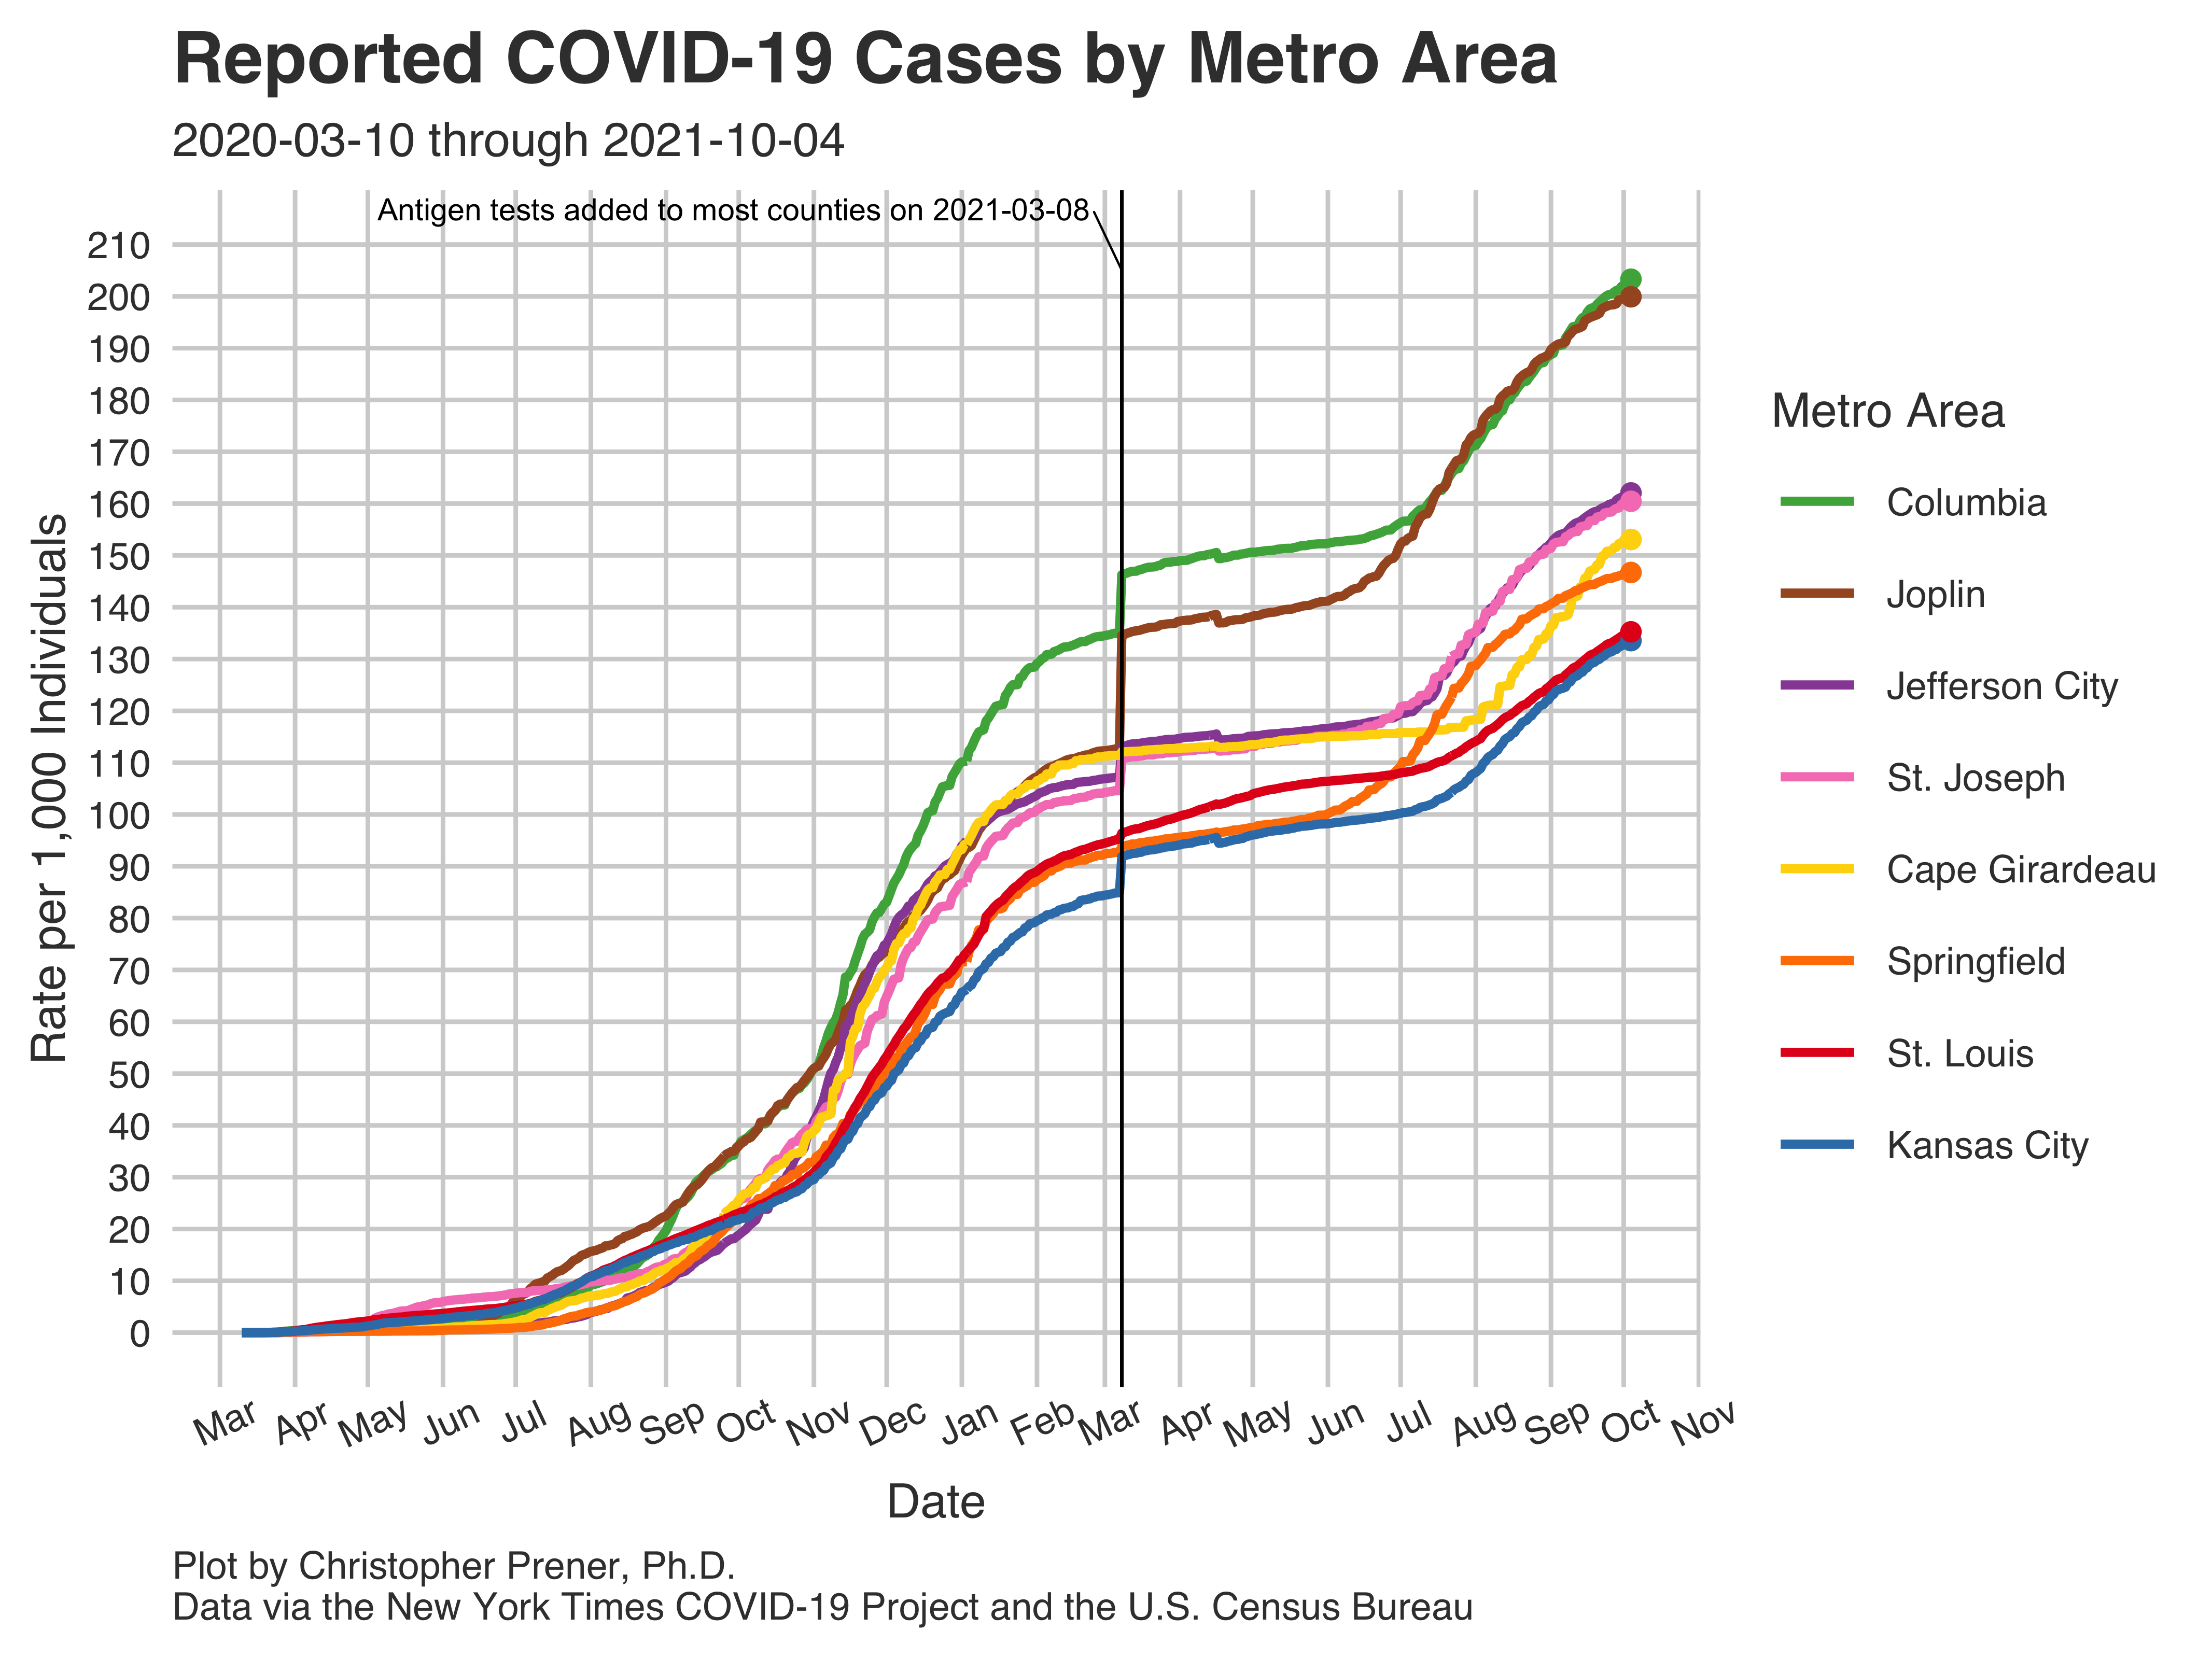 Reported COVID-19 Cases by Metro Area
2020-03-10 through 2021-10-04
Antigen tests added to most counties on 2021-03-08
210
200
190
180
170
160
150
140
130
120
110
100
90
80
70
60
50
40
30
20
10
0
Rate per 1,000 Individuals
Mar Apr May Jun Jul Aug Sep Oct Nov Dec Jan Feb Mar Apr May Jun Jul Aug Sep Oct Nov
Date
Metro Area
Columbia
Joplin
Jefferson City
St. Joseph
Cape Girardeau
Springfield
St. Louis
Kansas City
Plot by Christopher Prener, Ph.D.
Data via the New York Times COVID-19 Project and the U.S. Census Bureau